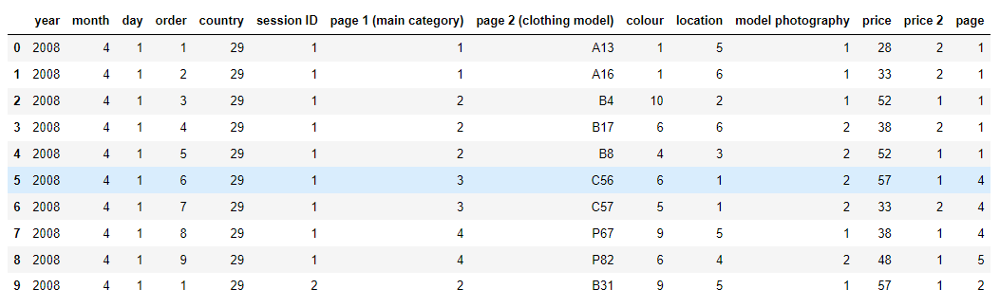 year month day order country session ID page 1 (main category) page 2 (clothing model) colour location model photography price price 2 page
0 2008 4 1 1 29 1 1 A13 1 5 1 28 2 1
1 2008 4 1 2 29 1 1 A16 1 6 1 33 2 1
2 2008 4 1 3 29 1 2 B4 10 2 1 52 1 1
3 2008 4 1 4 29 1 2 B17 6 6 2 38 2 1
4 2008 4 1 5 29 1 2 B8 4 3 2 52 1 1
5 2008 4 1 6 29 1 3 C56 6 1 2 57 1 4
6 2008 4 1 7 29 1 3 C57 5 1 2 33 2 4
7 2008 4 1 8 29 1 4 P67 9 5 1 38 1 4
8 2008 4 1 9 29 1 4 P82 6 4 2 48 1 5
9 2008 4 1 1 29 2 2 B31 9 5 1 57 1 2